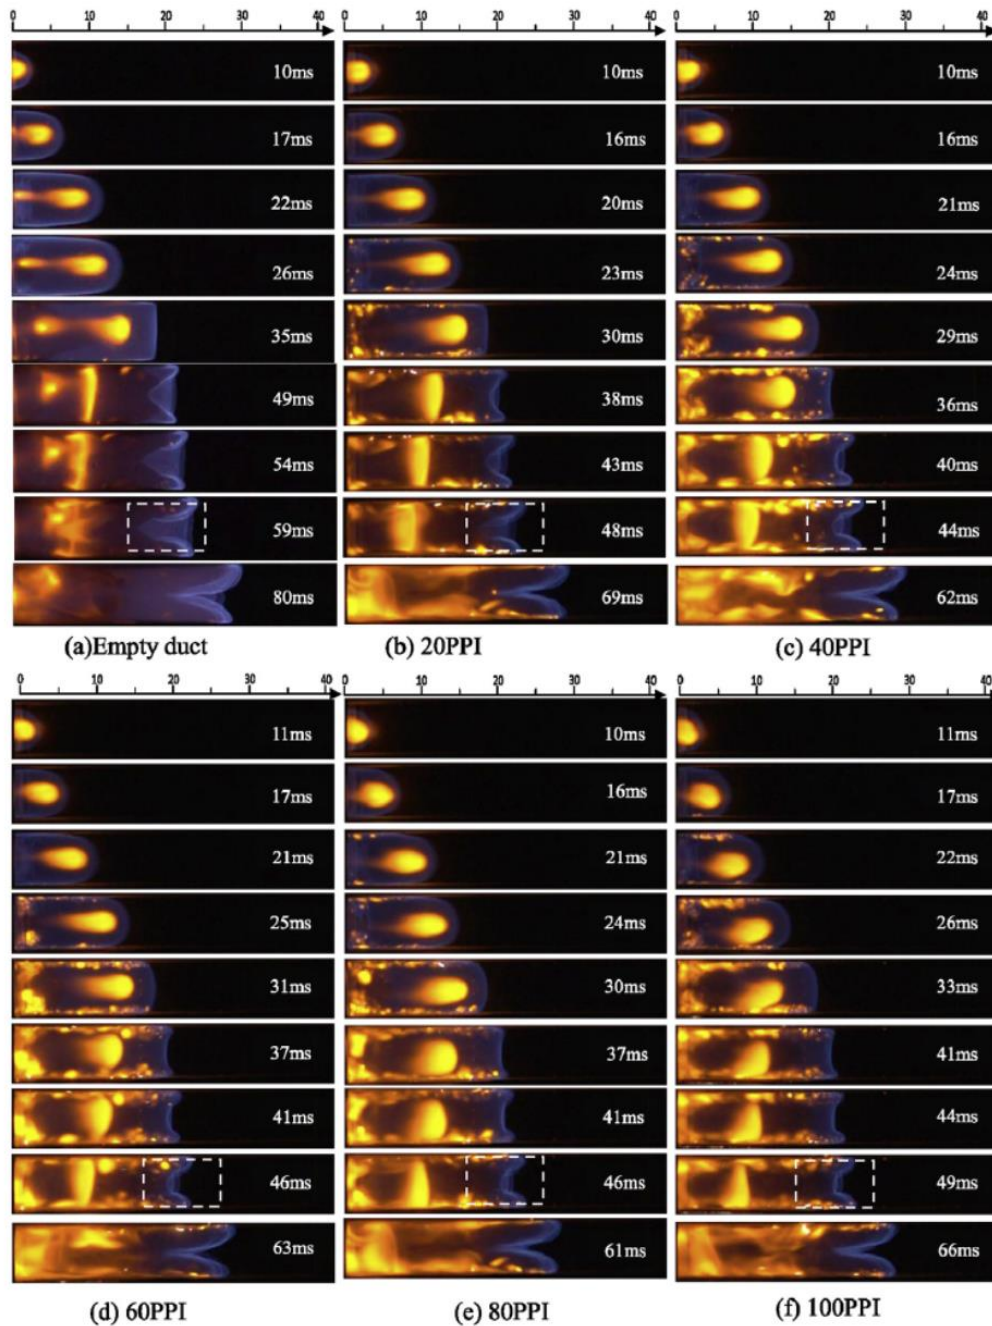 0 10 20 30 40
0 10 20 30 40
0 10 20 30 40
10ms
17ms
22ms
26ms
35ms
49ms
54ms
59ms
80ms
(a)Empty duct
10ms
16ms
20ms
23ms
30ms
38ms
43ms
48ms
69ms
(b) 20PPI
10ms
16ms
21ms
24ms
29ms
36ms
40ms
44ms
62ms
(c) 40PPI
0 10 20 30 40
0 10 20 30 40
0 10 20 30 40
11ms
17ms
21ms
25ms
31ms
37ms
41ms
46ms
63ms
(d) 60PPI
10ms
16ms
21ms
24ms
30ms
37ms
41ms
46ms
61ms
(e) 80PPI
11ms
17ms
22ms
26ms
33ms
41ms
44ms
49ms
66ms
(f) 100PPI